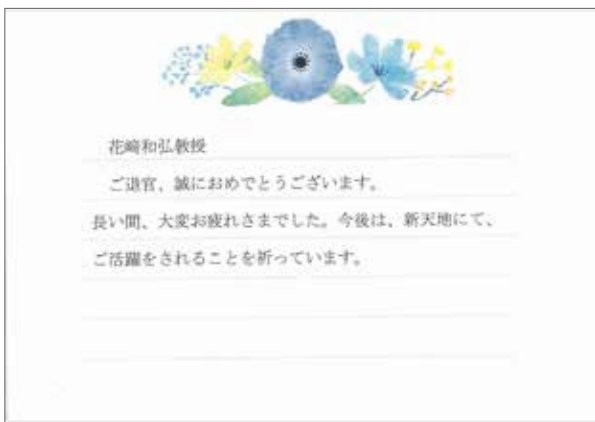 花崎和弘教授
ご退官、誠におめでとうございます。
長い間、大変お疲れさまでした。今後は、新天地にて、
ご活躍をされることを祈っています。